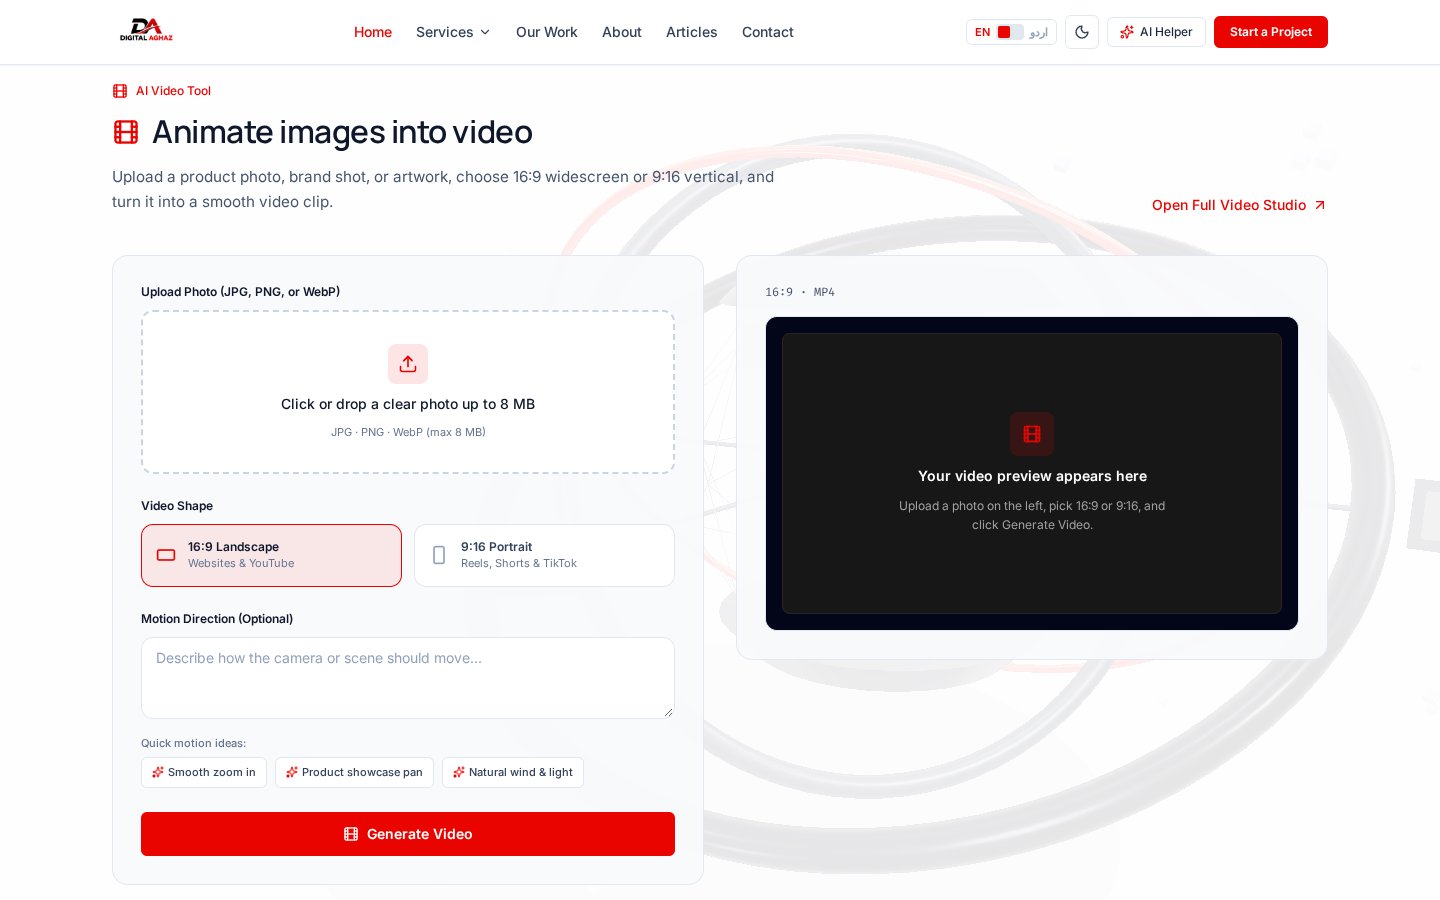 DA
DIGITAL AGHAZ
Home
Services
Our Work
About
Articles
Contact
EN
اردو
AI Helper
Start a Project
AI Video Tool
Animate images into video
Upload a product photo, brand shot, or artwork, choose 16:9 widescreen or 9:16 vertical, and
turn it into a smooth video clip.
Open Full Video Studio
Upload Photo (JPG, PNG, or WebP)
Click or drop a clear photo up to 8 MB
JPG · PNG · WebP (max 8 MB)
Video Shape
16:9 Landscape
Websites & YouTube
9:16 Portrait
Reels, Shorts & TikTok
Motion Direction (Optional)
Describe how the camera or scene should move...
Quick motion ideas:
Smooth zoom in
Product showcase pan
Natural wind & light
Generate Video
16:9 · MP4
Your video preview appears here
Upload a photo on the left, pick 16:9 or 9:16, and
click Generate Video.